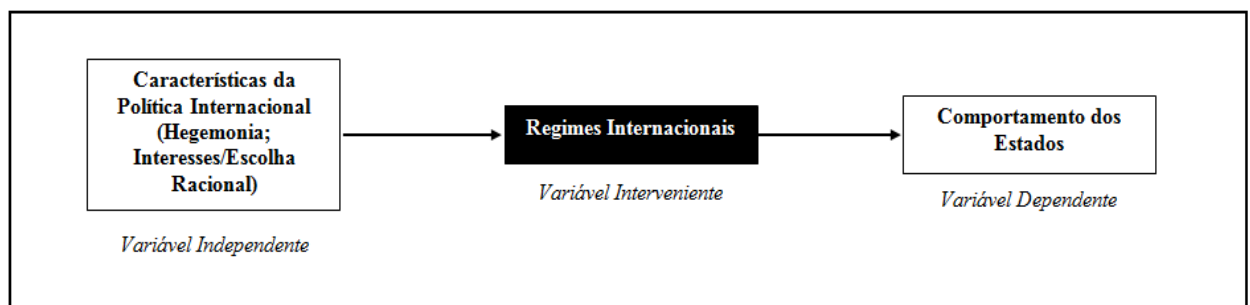 Características da
Política Internacional
(Hegemonia;
Interesses/Escolha
Racional)
Variável Independente
Regimes Internacionais
Variável Interveniente
Comportamento dos
Estados
Variável Dependente